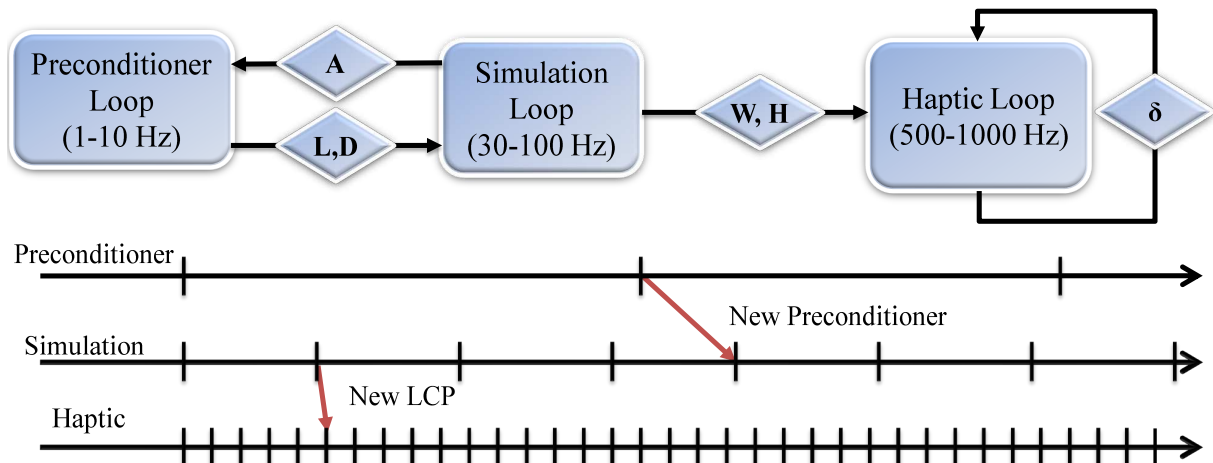 Preconditioner
Loop
(1-10 Hz)
A
L,D
Simulation
Loop
(30-100 Hz)
W, H
Haptic Loop
(500-1000 Hz)
δ
Preconditioner
New Preconditioner
Simulation
New LCP
Haptic